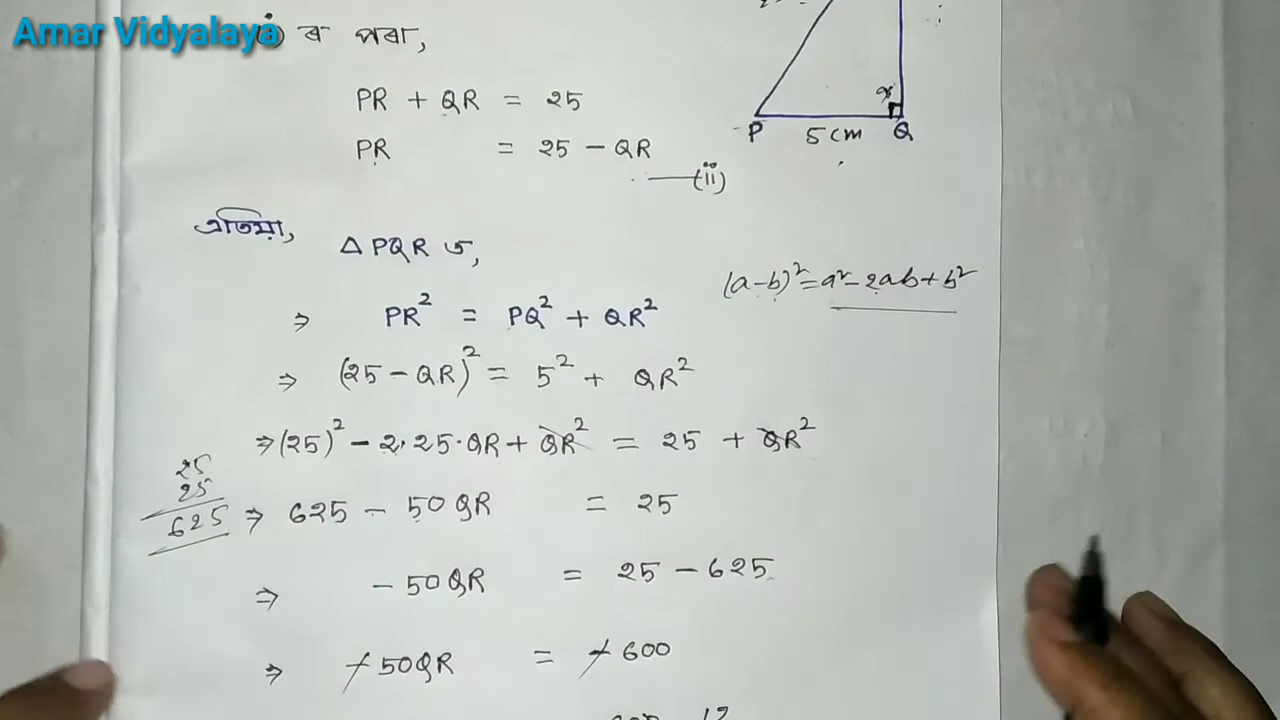 Amar Vidyalaya
ৰ পৰা,
PR + QR = 25
PR = 25 - QR
(ii)
P 5 cm Q
এতিয়া, Δ PQR ত,
(a-b)² = a² - 2ab + b²
⇒ PR² = PQ² + QR²
⇒ (25 - QR)² = 5² + QR²
⇒ (25)² - 2·25·QR + QR² = 25 + QR²
25
25
625
⇒ 625 - 50QR = 25
⇒ -50QR = 25 - 625
⇒ -50QR = -600